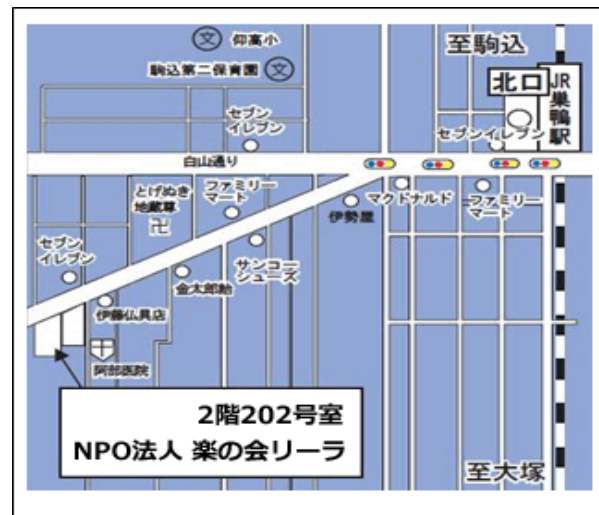 文
仰高小
至駒込
駒込第二保育園
文
北口
JR巣鴨駅
セブン
イレブン
セブンイレブン
白山通り
とげぬき
地蔵尊
卍
ファミリー
マート
マクドナルド
ファミリー
マート
伊勢屋
セブン
イレブン
サンコー
シューズ
金太郎飴
伊藤仏具店
阿部医院
2階202号室
NPO法人 楽の会リーラ
至大塚